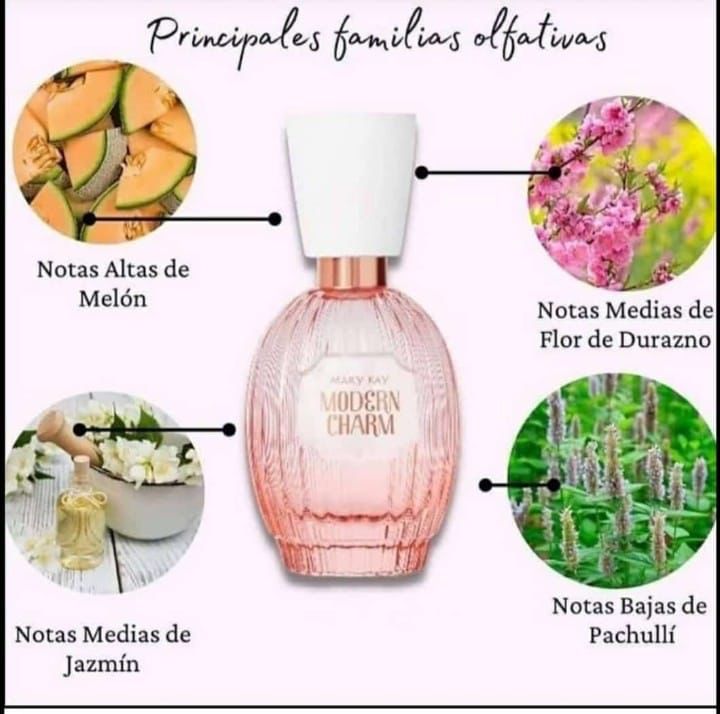 Principales familias olfativas
Notas Altas de
Melón
Notas Medias de
Flor de Durazno
MARY KAY
MODERN
CHARM
Notas Medias de
Jazmín
Notas Bajas de
Pachullí